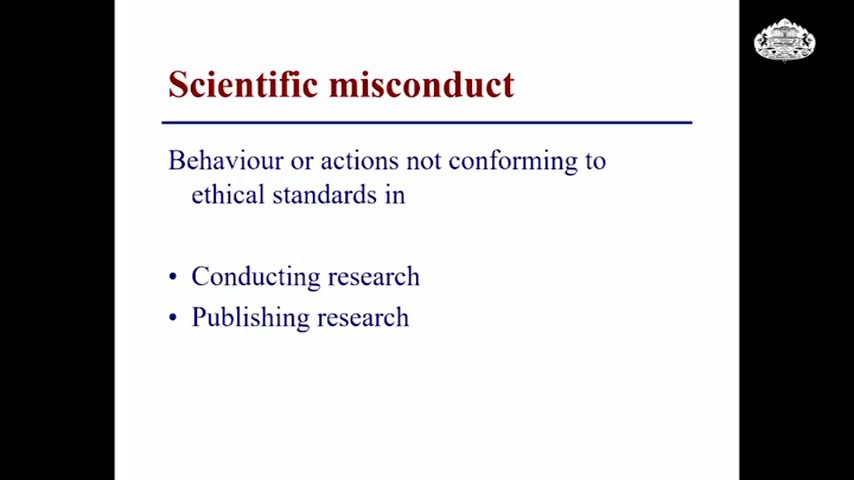 Scientific misconduct
Behaviour or actions not conforming to
ethical standards in
• Conducting research
• Publishing research